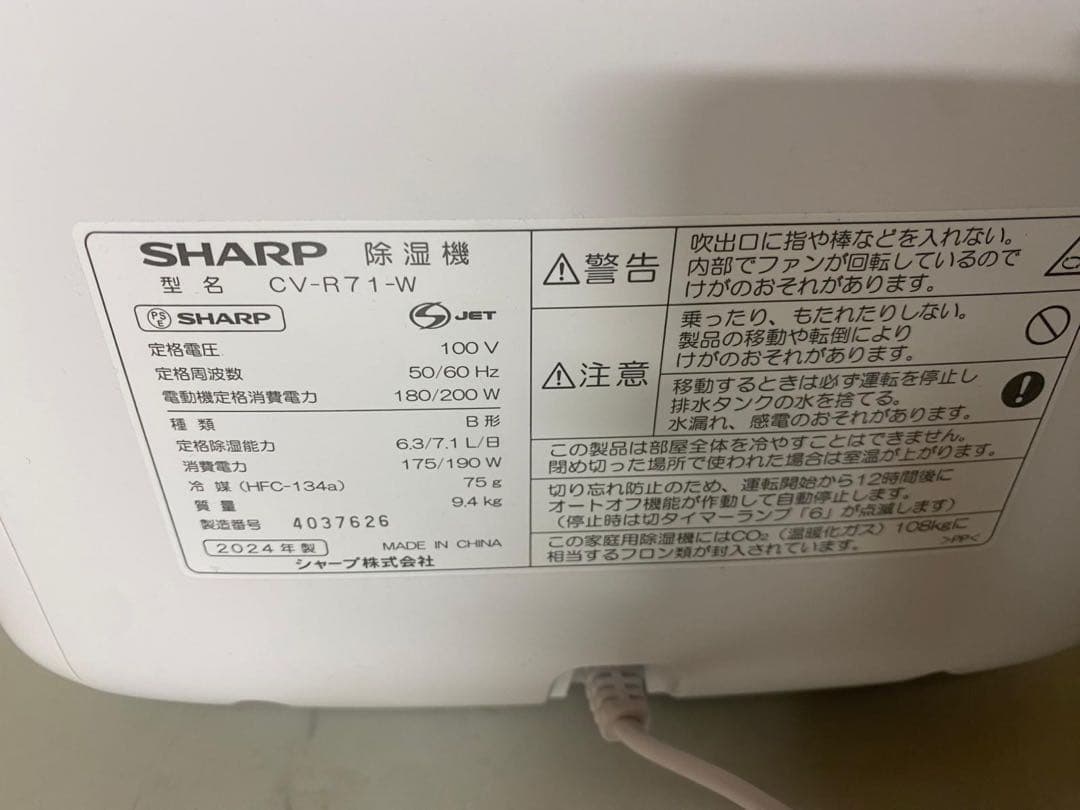 SHARP 除湿機
型名 CV-R71-W
PSE SHARP
S JET
定格電圧 100 V
定格周波数 50/60 Hz
電動機定格消費電力 180/200 W
種類 B 形
定格除湿能力 6.3/7.1 L/日
消費電力 175/190 W
冷媒(HFC-134a) 75 g
質量 9.4 kg
製造番号 4037626
2024年製 MADE IN CHINA
シャープ株式会社
警告
吹出口に指や棒などを入れない。
内部でファンが回転しているので
けがのおそれがあります。
注意
乗ったり、もたれたりしない。
製品の移動や転倒により
けがのおそれがあります。
移動するときは必ず運転を停止し
排水タンクの水を捨てる。
水漏れ、感電のおそれがあります。
この製品は部屋全体を冷やすことはできません。
閉め切った場所で使われた場合は室温が上がります。
切り忘れ防止のため、運転開始から12時間後に
オートオフ機能が作動して自動停止します。
(停止時は切タイマーランプ「6」が点滅します)
この家庭用除湿機にはCO₂(温暖化ガス)108kgに
相当するフロン類が封入されています。
>PP<